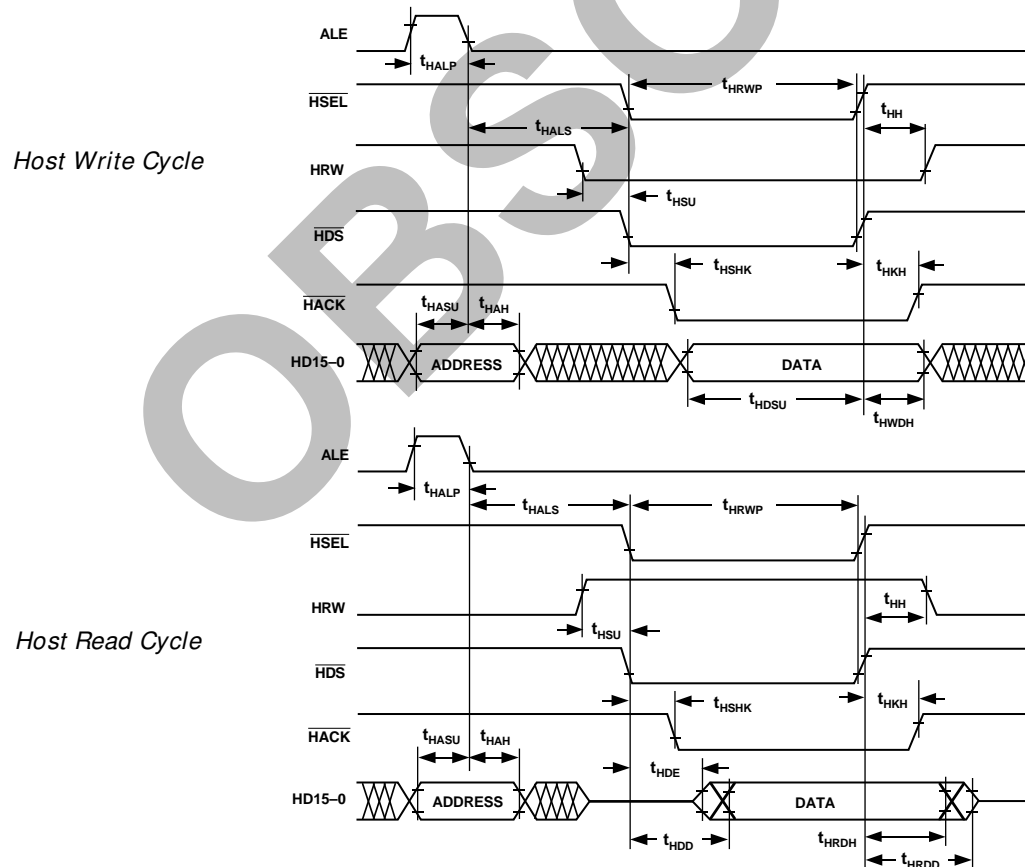 Host Write Cycle
ALE
tHALP
HSEL
tHRWP
tHH
tHALS
HRW
tHSU
HDS
tHSHK
tHKH
HACK
tHASU
tHAH
HD15–0
ADDRESS
DATA
tHDSU
tHWDH
Host Read Cycle
ALE
tHALP
tHALS
tHRWP
HSEL
HRW
tHH
tHSU
HDS
tHSHK
tHKH
HACK
tHASU
tHAH
tHDE
HD15–0
ADDRESS
DATA
tHDD
tHRDH
tHRDD
OBSO